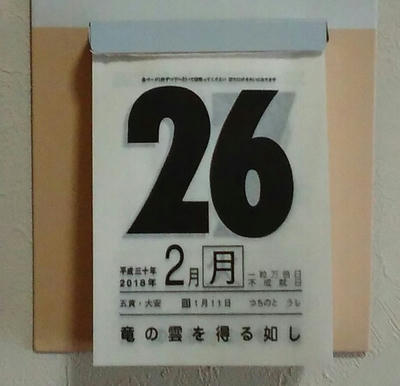 26
平成三十年
2018年
2月 月
一粒万倍日
不成就日
五黄・大安 旧1月11日 つちのと うし
竜の雲を得る如し